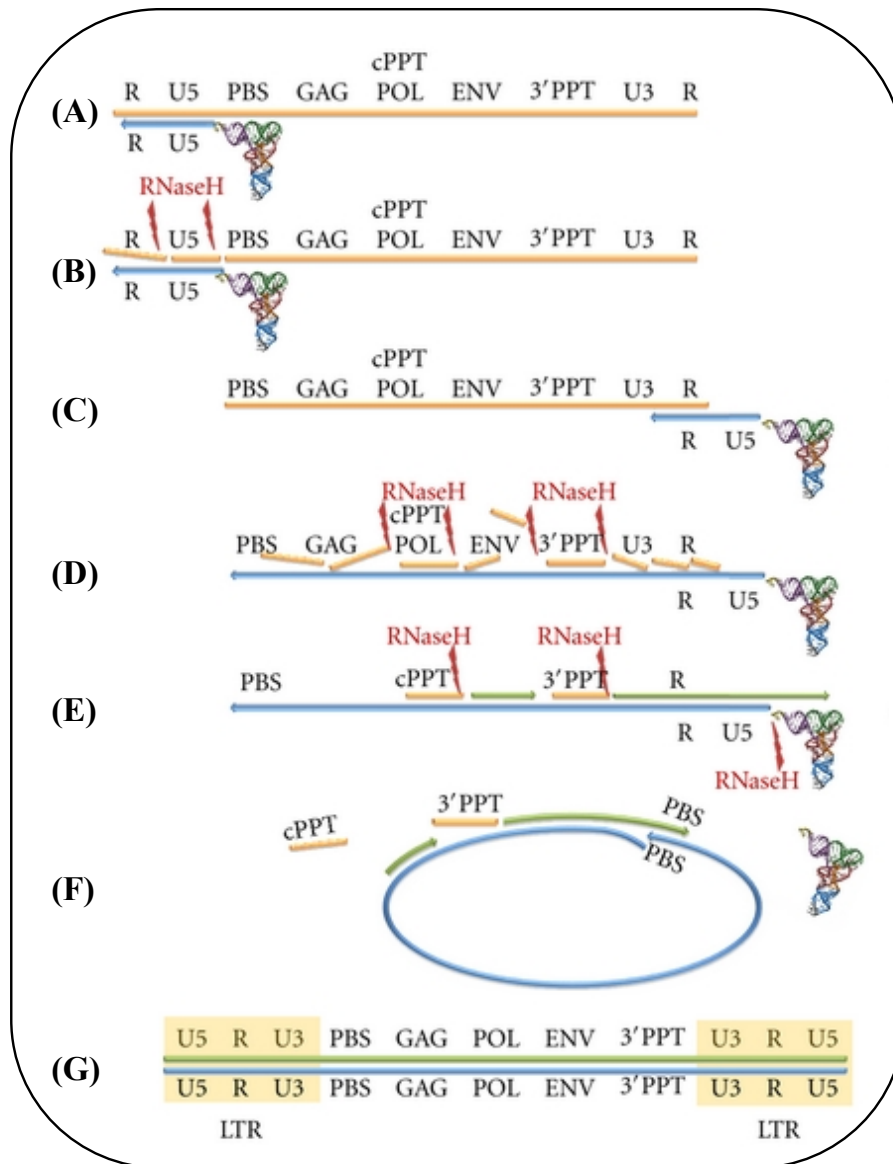 cPPT
R U5 PBS GAG POL ENV 3′PPT U3 R
(A)
R U5
RNaseH
cPPT
R U5 PBS GAG POL ENV 3′PPT U3 R
(B)
R U5
cPPT
PBS GAG POL ENV 3′PPT U3 R
(C)
R U5
RNaseH RNaseH
cPPT
PBS GAG POL ENV 3′PPT U3 R
(D)
R U5
RNaseH RNaseH
PBS cPPT 3′PPT R
(E)
R U5
RNaseH
cPPT 3′PPT PBS
PBS
(F)
U5 R U3 PBS GAG POL ENV 3′PPT U3 R U5
(G)
U5 R U3 PBS GAG POL ENV 3′PPT U3 R U5
LTR LTR